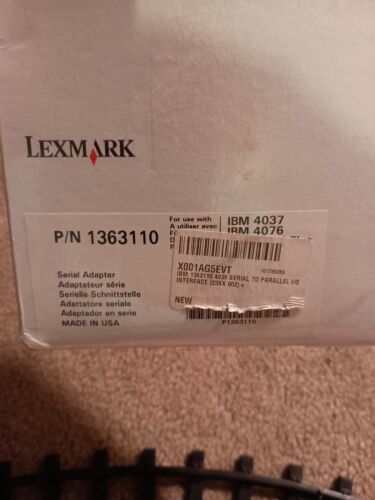 LEXMARK
P/N 1363110
For use with
A utiliser avec
IBM 4037
IBM 4076
X001AG5EVT
IBM 1363110 4039 SERIAL TO PARALLEL I/O
INTERFACE (23XX 002) +
NEW
P1363110
Serial Adapter
Adaptateur série
Serielle Schnittstelle
Adattatore seriale
Adaptador en serie
MADE IN USA